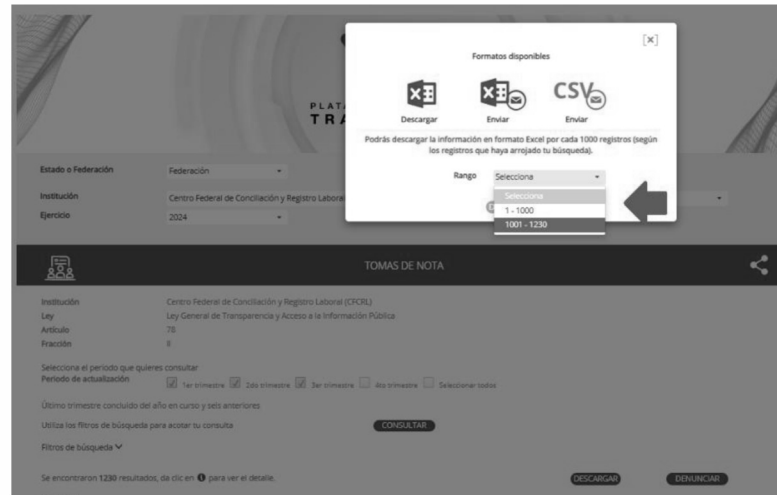 [×]
Formatos disponibles
CSV
Descargar Enviar Enviar
Podrás descargar la información en formato Excel por cada 1000 registros (según
los registros que haya arrojado tu búsqueda).
Rango Selecciona
Selecciona
1 - 1000
1001 - 1230
PLAT
TRA
Estado o Federación Federación
Institución Centro Federal de Conciliación y Registro Laboral
Ejercicio 2024
TOMAS DE NOTA
Institución Centro Federal de Conciliación y Registro Laboral (CFCRL)
Ley Ley General de Transparencia y Acceso a la Información Pública
Artículo 78
Fracción II
Selecciona el periodo que quieres consultar
Periodo de actualización 1er trimestre 2do trimestre 3er trimestre 4to trimestre Seleccionar todos
Último trimestre concluido del año en curso y seis anteriores
Utiliza los filtros de búsqueda para acotar tu consulta CONSULTAR
Filtros de búsqueda
Se encontraron 1230 resultados, da clic en i para ver el detalle. DESCARGAR DENUNCIAR